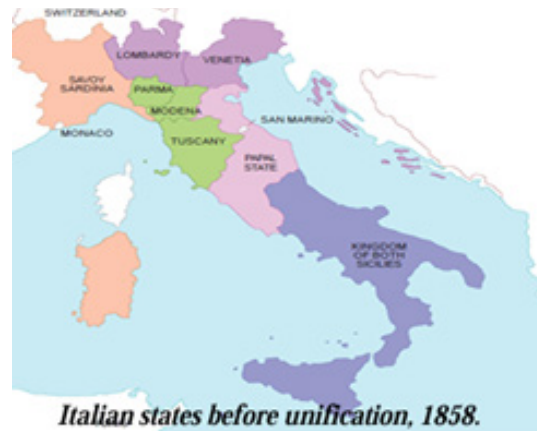 SWITZERLAND
LOMBARDY
VENETIA
SAVOY
SARDINIA
PARMA
MODENA
MONACO
SAN MARINO
TUSCANY
PAPAL
STATE
KINGDOM
OF BOTH
SICILIES
Italian states before unification, 1858.